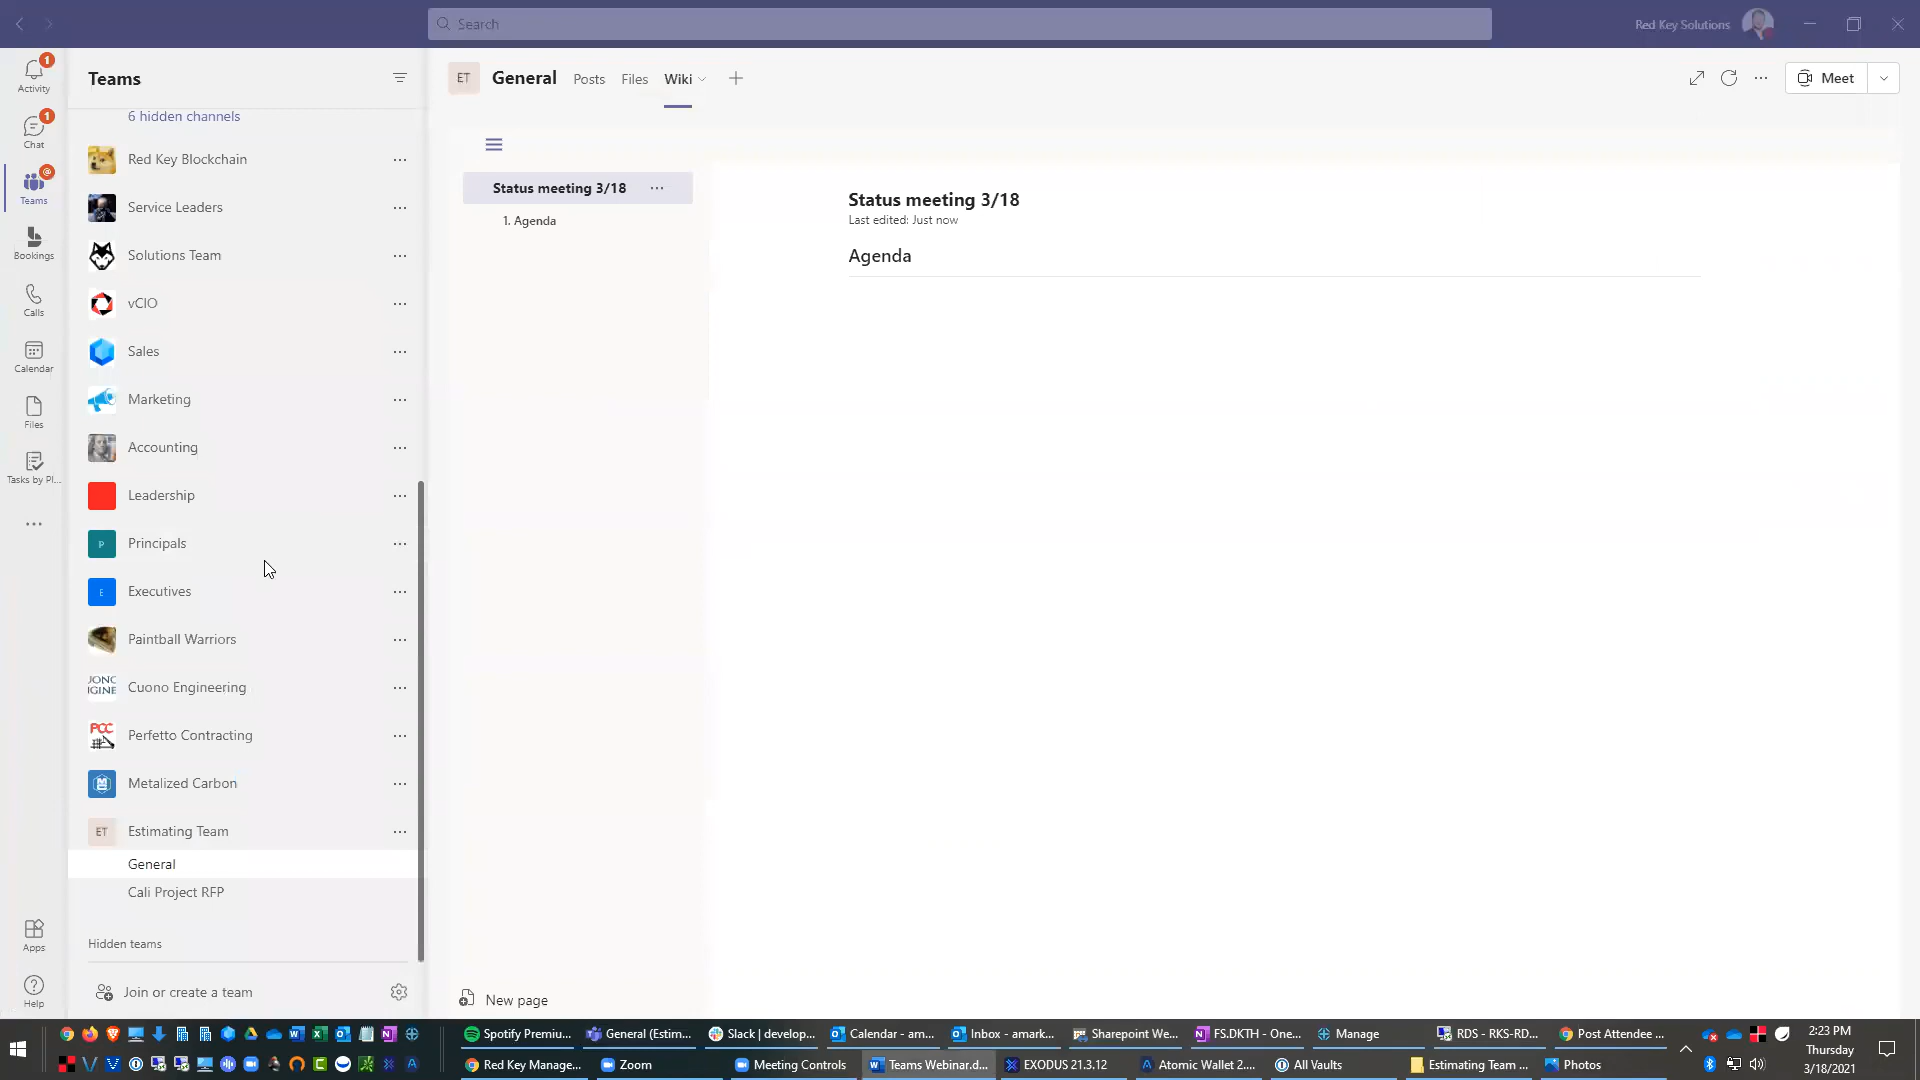 Search
Red Key Solutions
1
Activity
1
Chat
@
Teams
Bookings
Calls
Calendar
Files
Tasks by Pl...
Apps
Help
Teams
6 hidden channels
Red Key Blockchain
Service Leaders
Solutions Team
vCIO
Sales
Marketing
Accounting
Leadership
P
Principals
E
Executives
Paintball Warriors
Cuono Engineering
PCC
Perfetto Contracting
Metalized Carbon
ET
Estimating Team
General
Cali Project RFP
Hidden teams
Join or create a team
ET
General
Posts
Files
Wiki
Meet
Status meeting 3/18
1. Agenda
Status meeting 3/18
Last edited: Just now
Agenda
New page
Spotify Premiu...
General (Estim...
Slack | develop...
Calendar - am...
Inbox - amark...
Sharepoint We...
FS.DKTH - One...
Manage
RDS - RKS-RD...
Post Attendee ...
Red Key Manage...
Zoom
Meeting Controls
Teams Webinar.d...
EXODUS 21.3.12
Atomic Wallet 2....
All Vaults
Estimating Team ...
Photos
2:23 PM
Thursday
3/18/2021